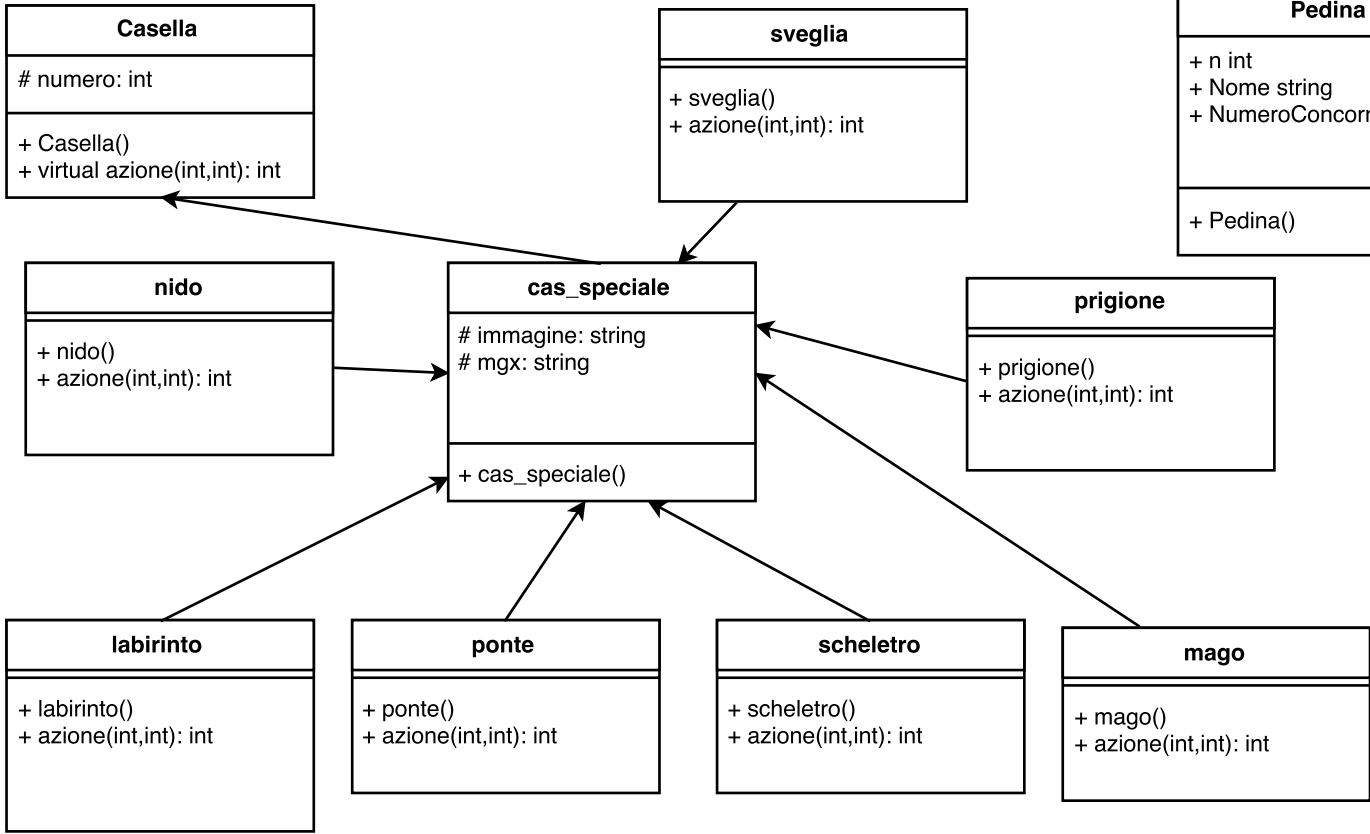 Casella
# numero: int
+ Casella()
+ virtual azione(int,int): int
sveglia
+ sveglia()
+ azione(int,int): int
Pedina
+ n int
+ Nome string
+ Pedina()
nido
+ nido()
+ azione(int,int): int
cas_speciale
# immagine: string
# mgx: string
+ cas_speciale()
prigione
+ prigione()
+ azione(int,int): int
labirinto
+ labirinto()
+ azione(int,int): int
ponte
+ ponte()
+ azione(int,int): int
scheletro
+ scheletro()
+ azione(int,int): int
mago
+ mago()
+ azione(int,int): int